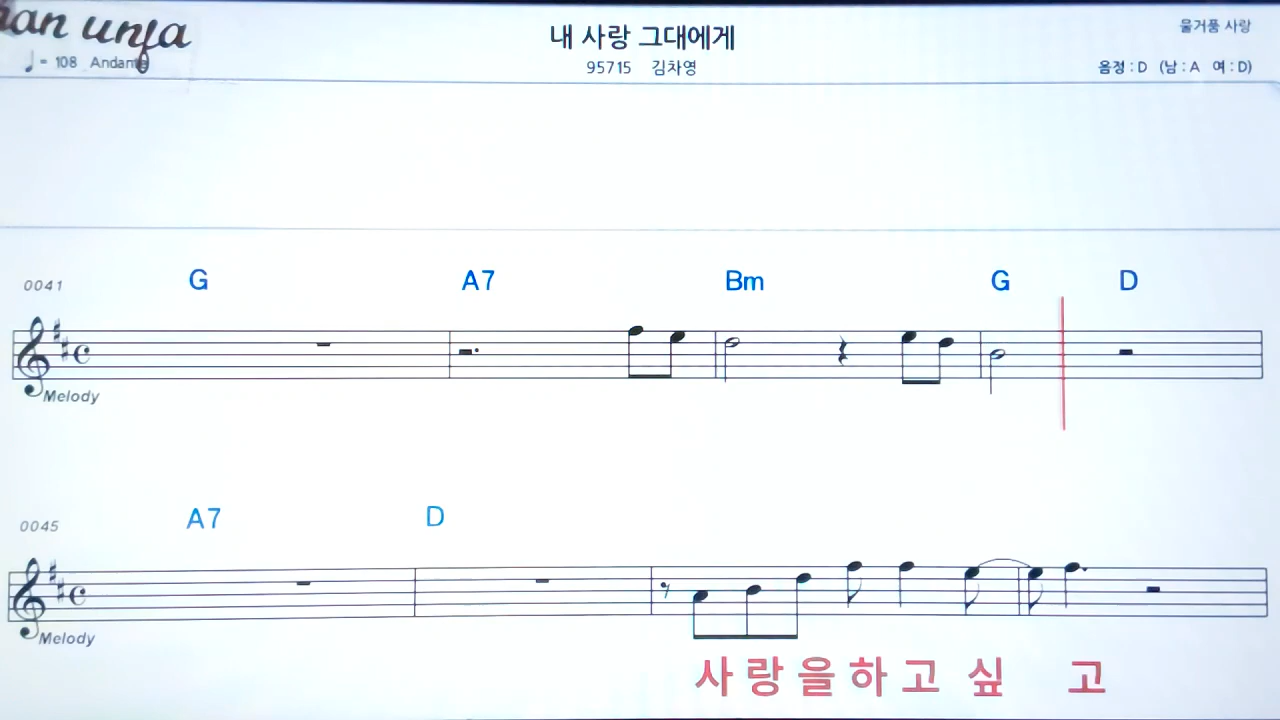 an unfa
내 사랑 그대에게
물거품 사랑
♩= 108 Andante
95715 김차영
음정 : D (남 : A 여 : D)
0041
G A7 Bm G D
Melody
0045
A7 D
Melody
사 랑 을 하 고 싶 고